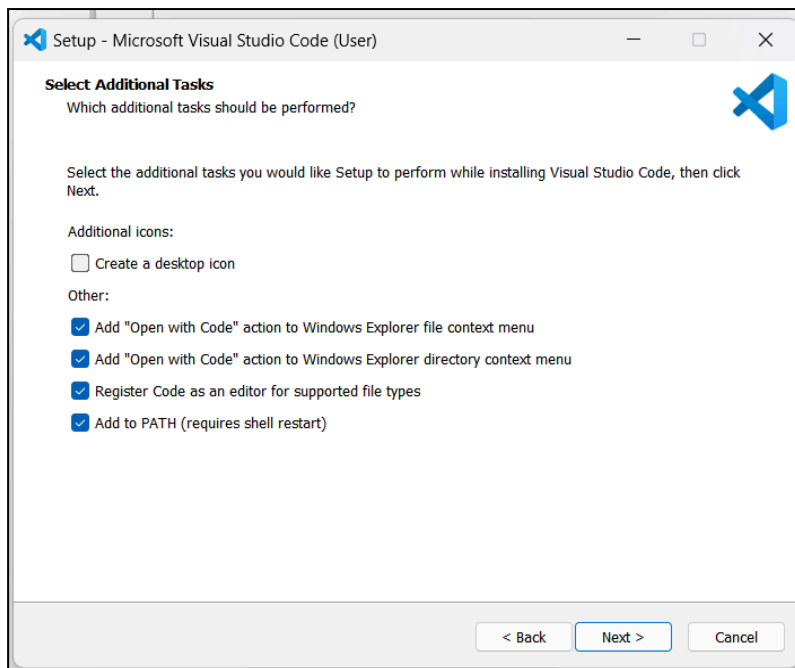 Setup - Microsoft Visual Studio Code (User)
Select Additional Tasks
Which additional tasks should be performed?
Select the additional tasks you would like Setup to perform while installing Visual Studio Code, then click
Next.
Additional icons:
Create a desktop icon
Other:
Add "Open with Code" action to Windows Explorer file context menu
Add "Open with Code" action to Windows Explorer directory context menu
Register Code as an editor for supported file types
Add to PATH (requires shell restart)
< Back Next > Cancel